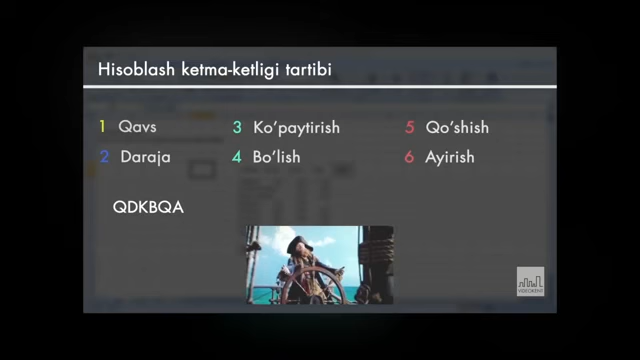 Hisoblash ketma-ketligi tartibi
1 Qavs
2 Daraja
3 Ko'paytirish
4 Bo'lish
5 Qo'shish
6 Ayirish
QDKBQA
VIDEOKENT